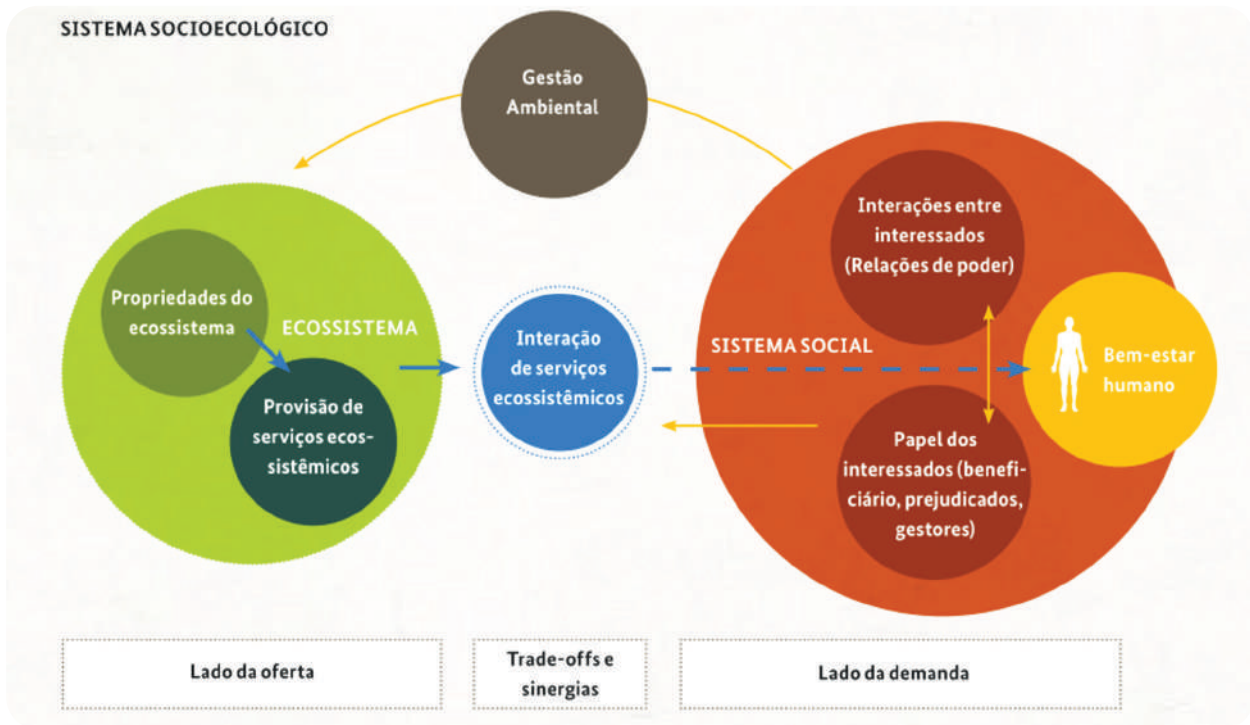 SISTEMA SOCIOECOLÓGICO
Gestão
Ambiental
Propriedades do
ecossistema
ECOSSISTEMA
Provisão de
serviços ecos-
sistêmicos
Interação
de serviços
ecossistêmicos
SISTEMA SOCIAL
Interações entre
interessados
(Relações de poder)
Papel dos
interessados (benefi-
ciário, prejudicados,
gestores)
Bem-estar
humano
Lado da oferta
Trade-offs e
sinergias
Lado da demanda